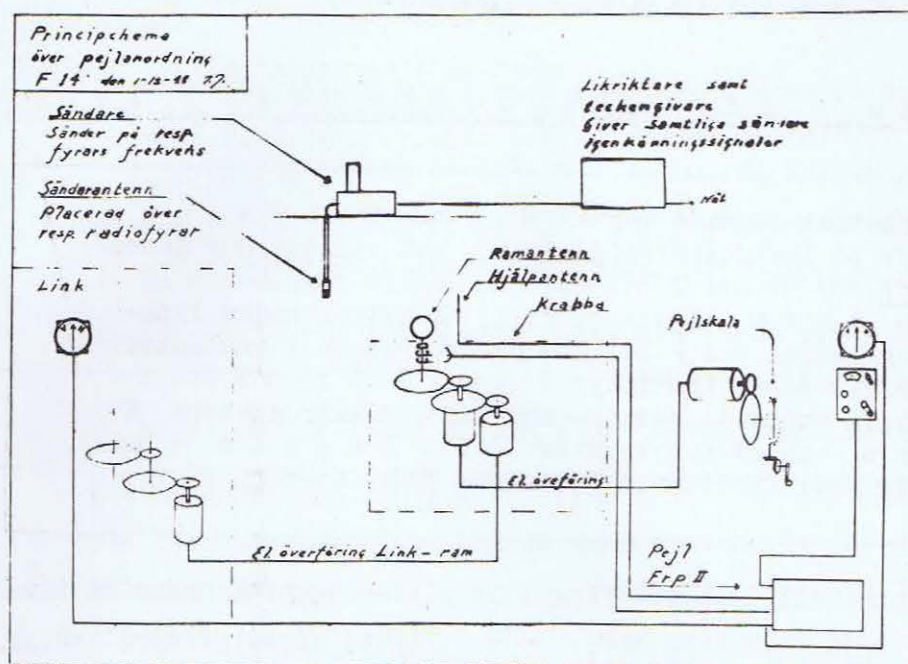 Principchema
över pejlanordning
F 14 den 1-12-48
Sändare
Sänder på resp
fyrars frekvens
Sändarantenn
Placerad över
resp. radiofyrar
Likriktare samt
teckengivare
Giver samtliga sändare
igenkänningssignaler
Nät
Link
Ramantenn
Hjälpantenn
Krabba
Pejlskala
El. överföring
El. överföring Link-ram
Pejl
Frp. II